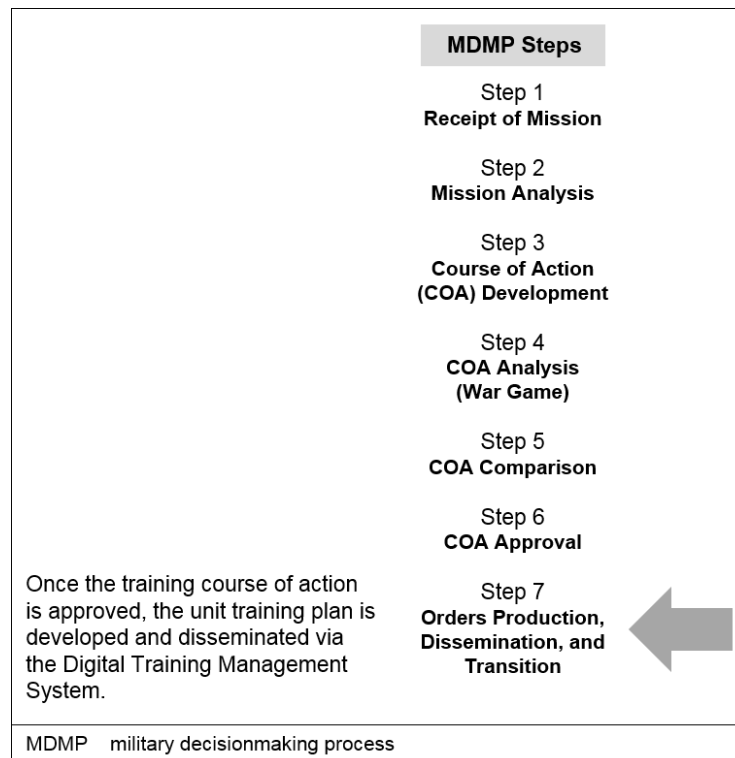 MDMP Steps
Step 1
Receipt of Mission
Step 2
Mission Analysis
Step 3
Course of Action
(COA) Development
Step 4
COA Analysis
(War Game)
Step 5
COA Comparison
Step 6
COA Approval
Once the training course of action
is approved, the unit training plan is
developed and disseminated via
the Digital Training Management
System.
Step 7
Orders Production,
Dissemination, and
Transition
MDMP military decisionmaking process